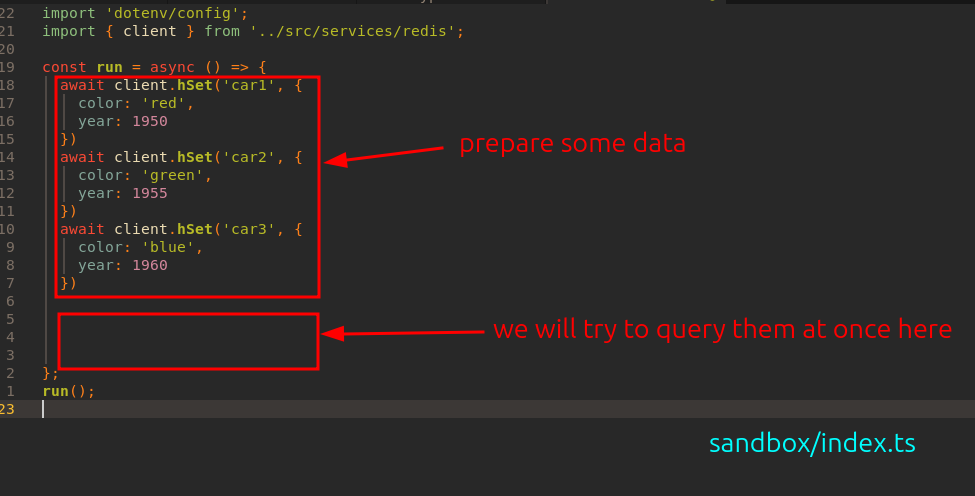 22 import 'dotenv/config';
21 import { client } from '../src/services/redis';
20
19 const run = async () => {
18 await client.hSet('car1', {
17 color: 'red',
16 year: 1950
15 })
14 await client.hSet('car2', {
13 color: 'green',
12 year: 1955
11 })
10 await client.hSet('car3', {
9 color: 'blue',
8 year: 1960
7 })
6
5
4
3
2 };
1 run();
23
prepare some data
we will try to query them at once here
sandbox/index.ts